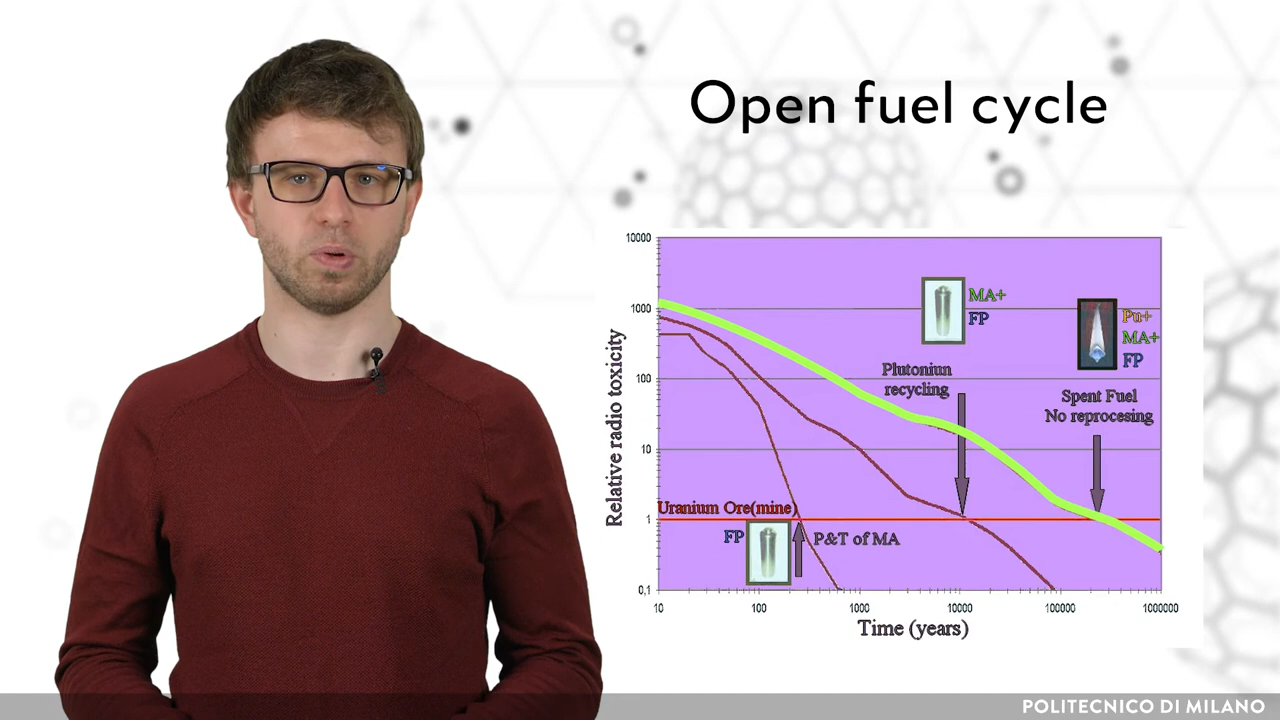 Open fuel cycle
10000
1000
100
10
1
0,1
Relative radio toxicity
MA+
FP
Pu+
MA+
FP
Plutoniun
recycling
Spent Fuel
No reprocesing
Uranium Ore(mine)
FP
P&T of MA
10
100
1000
10000
100000
1000000
Time (years)
POLITECNICO DI MILANO